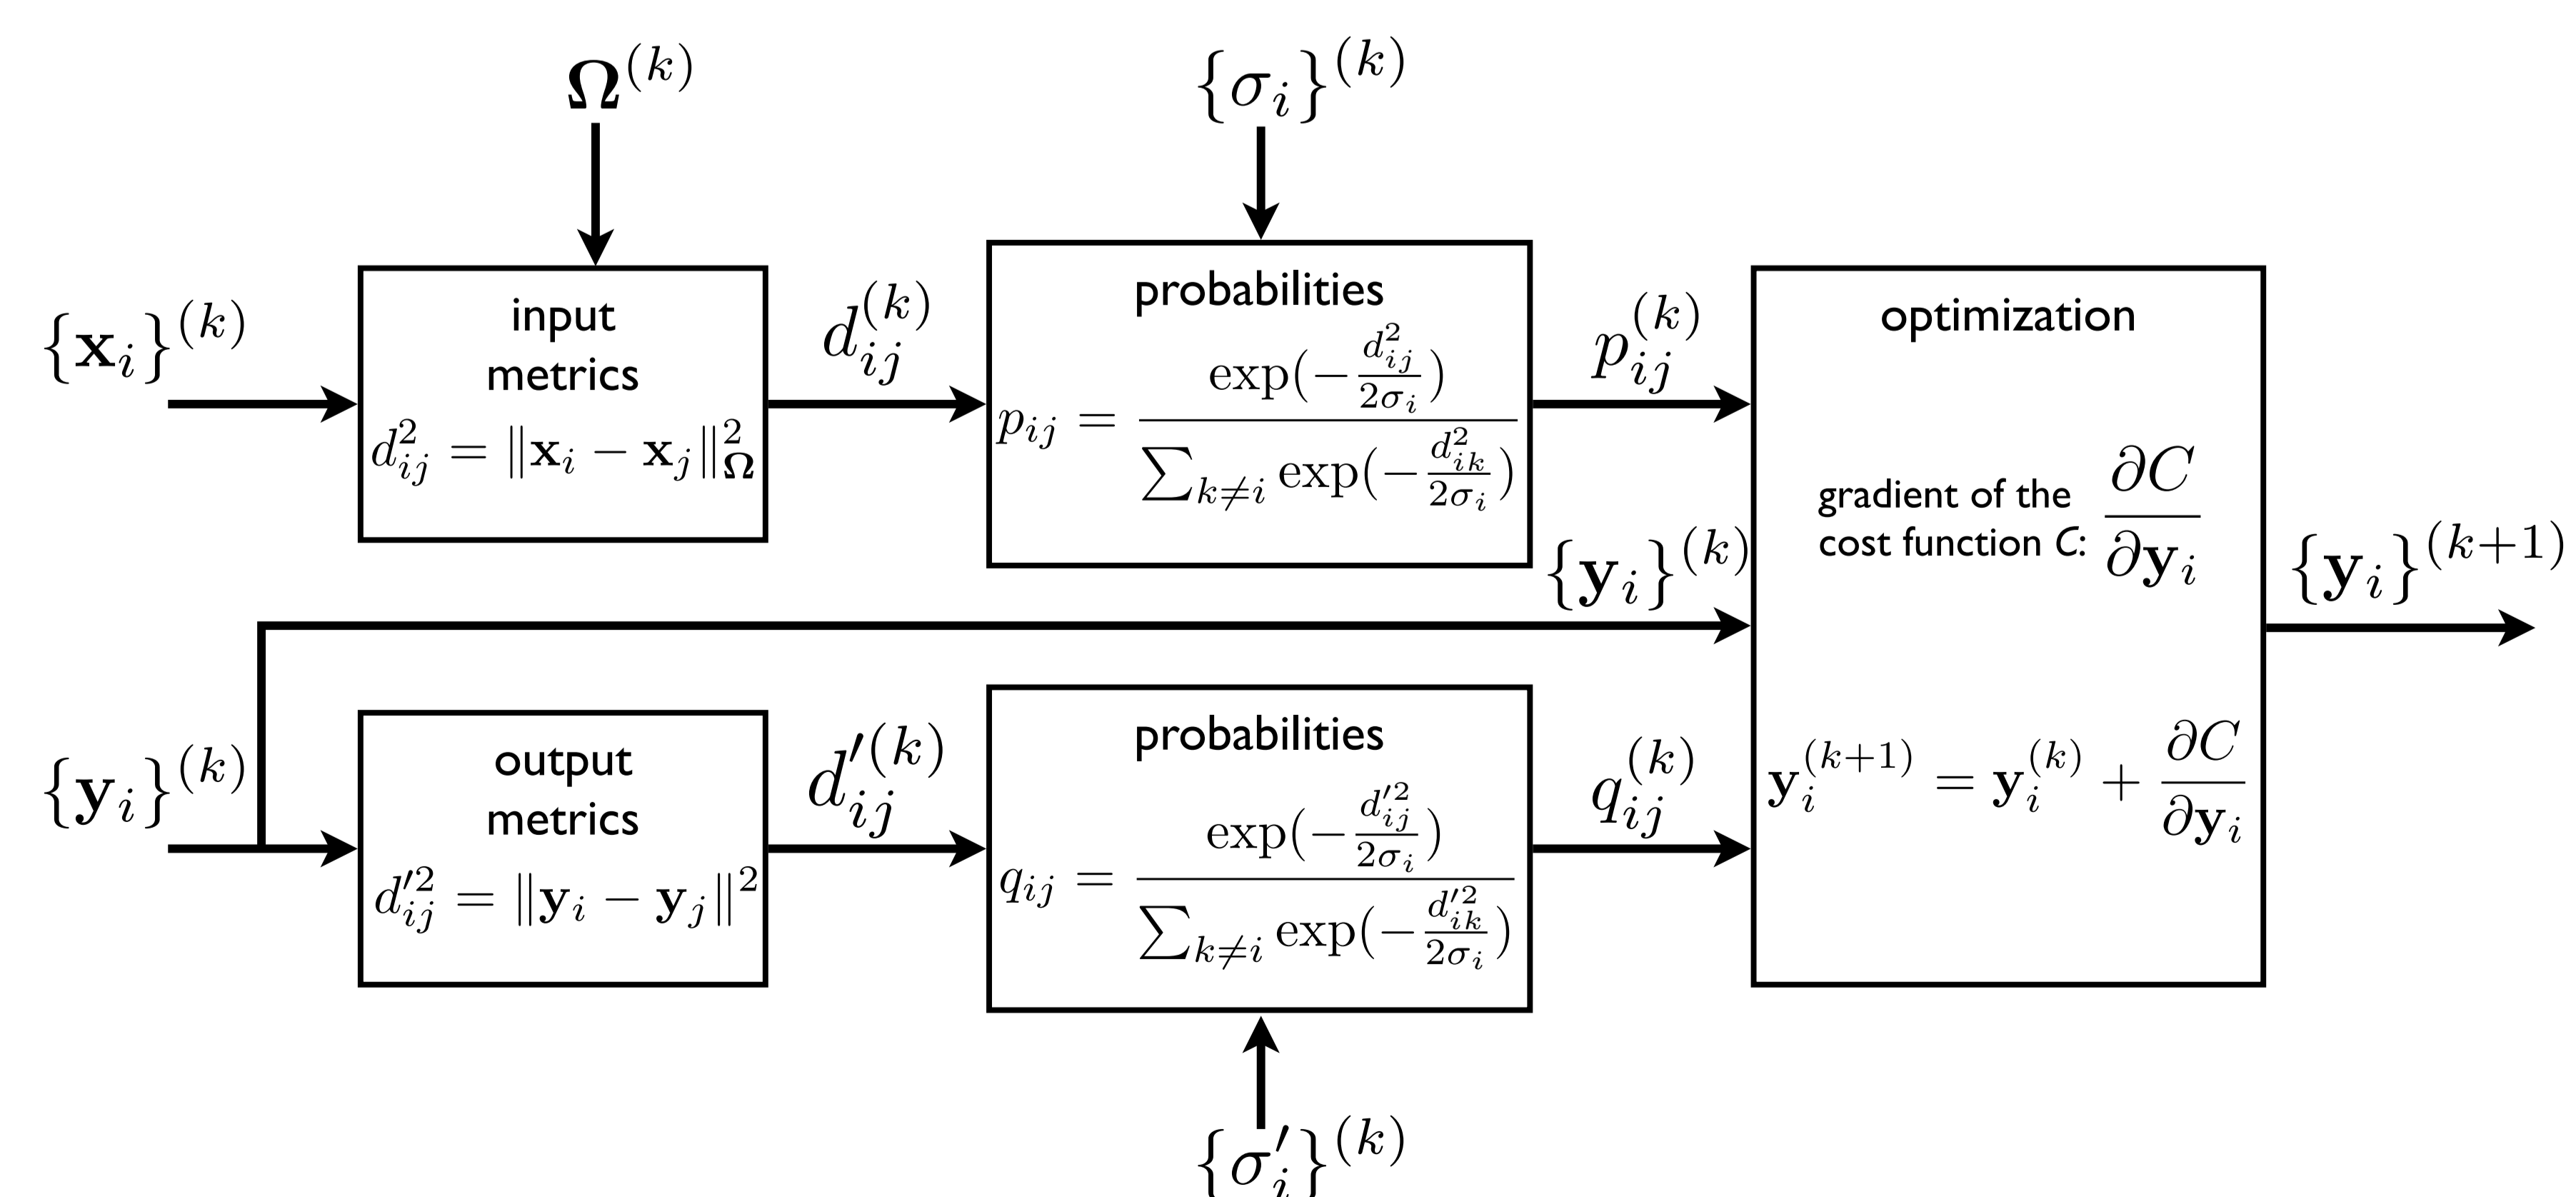 Ω^(k)
{σ_i}^(k)
{x_i}^(k)
input
metrics
d_ij^2 = ‖x_i − x_j‖_Ω^2
d_ij^(k)
probabilities
p_ij = exp(−d_ij^2/2σ_i) / ∑_{k≠i} exp(−d_ik^2/2σ_i)
p_ij^(k)
{y_i}^(k)
optimization
gradient of the
cost function C: ∂C/∂y_i
y_i^(k+1) = y_i^(k) + ∂C/∂y_i
{y_i}^(k+1)
{y_i}^(k)
output
metrics
d′_ij^2 = ‖y_i − y_j‖^2
d′_ij^(k)
probabilities
q_ij = exp(−d′_ij^2/2σ_i) / ∑_{k≠i} exp(−d′_ik^2/2σ_i)
q_ij^(k)
{σ′_i}^(k)